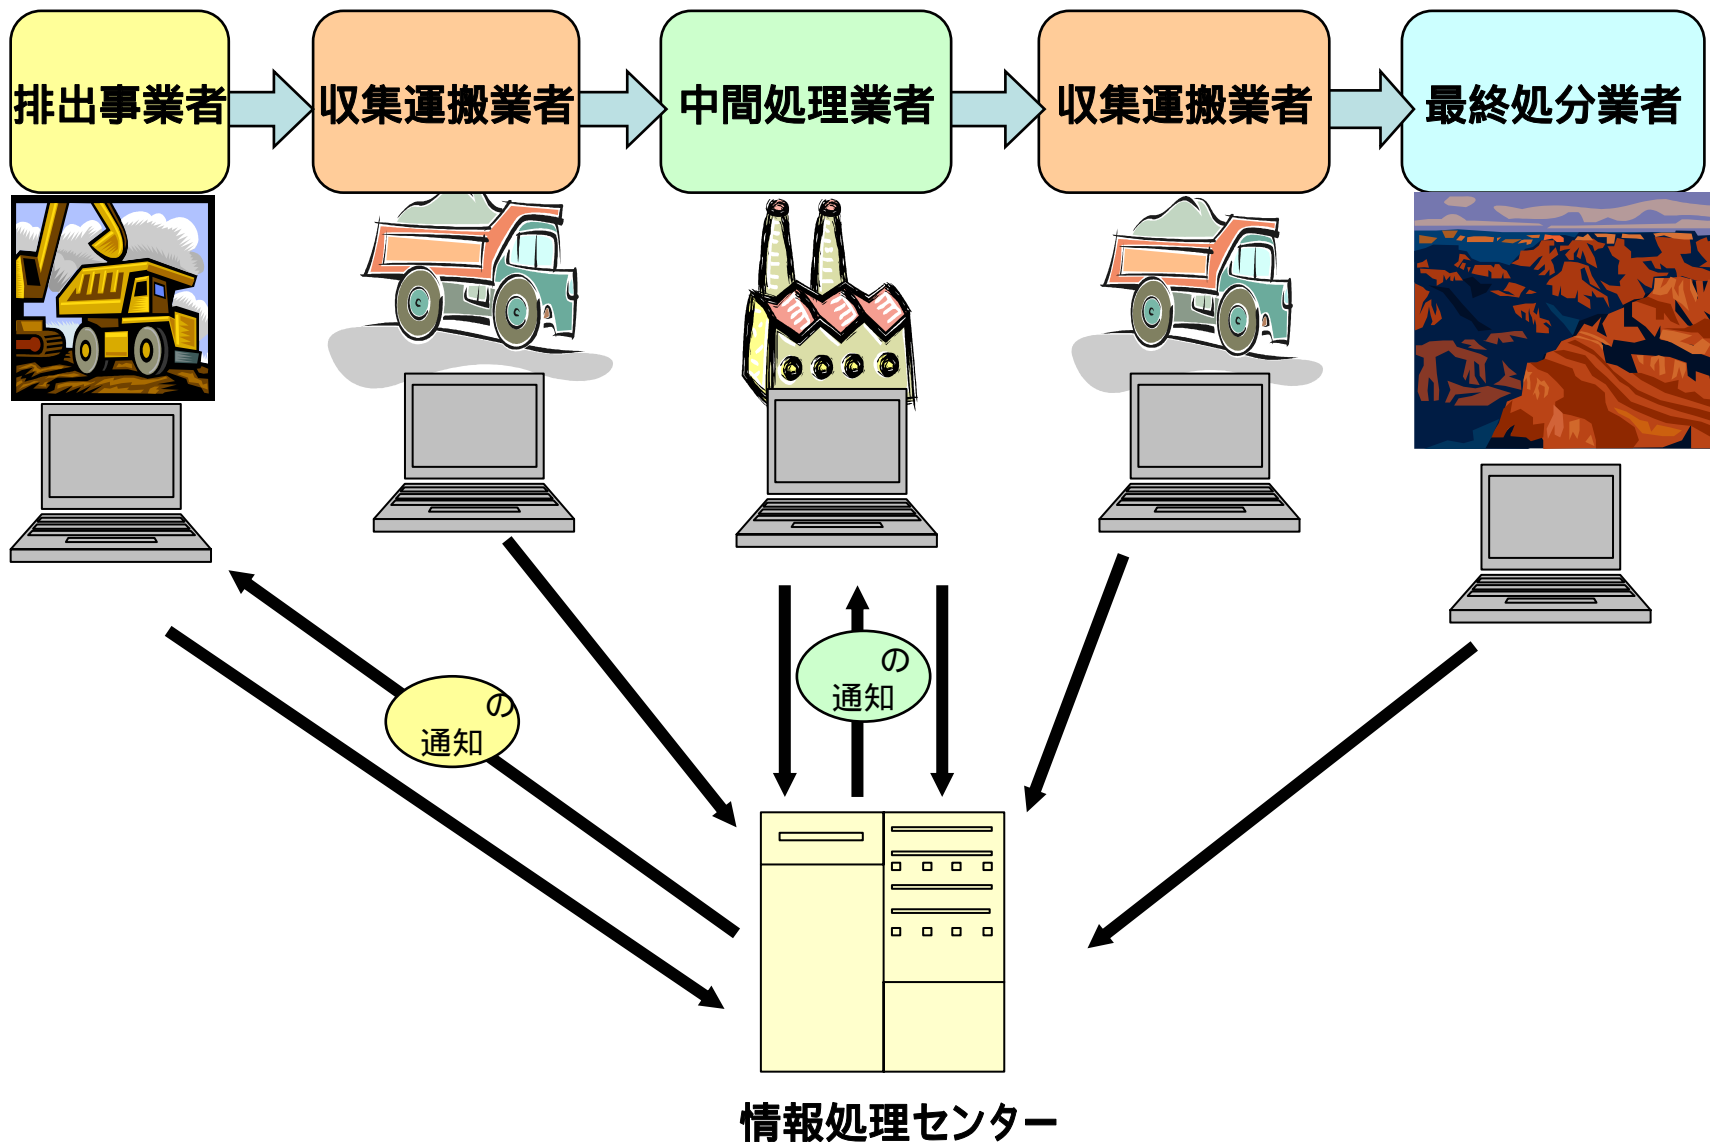 排出事業者
収集運搬業者
中間処理業者
収集運搬業者
最終処分業者
の
通知
の
通知
情報処理センター